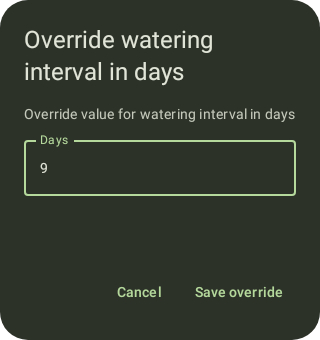 Override watering
interval in days
Override value for watering interval in days
Days
9
Cancel
Save override